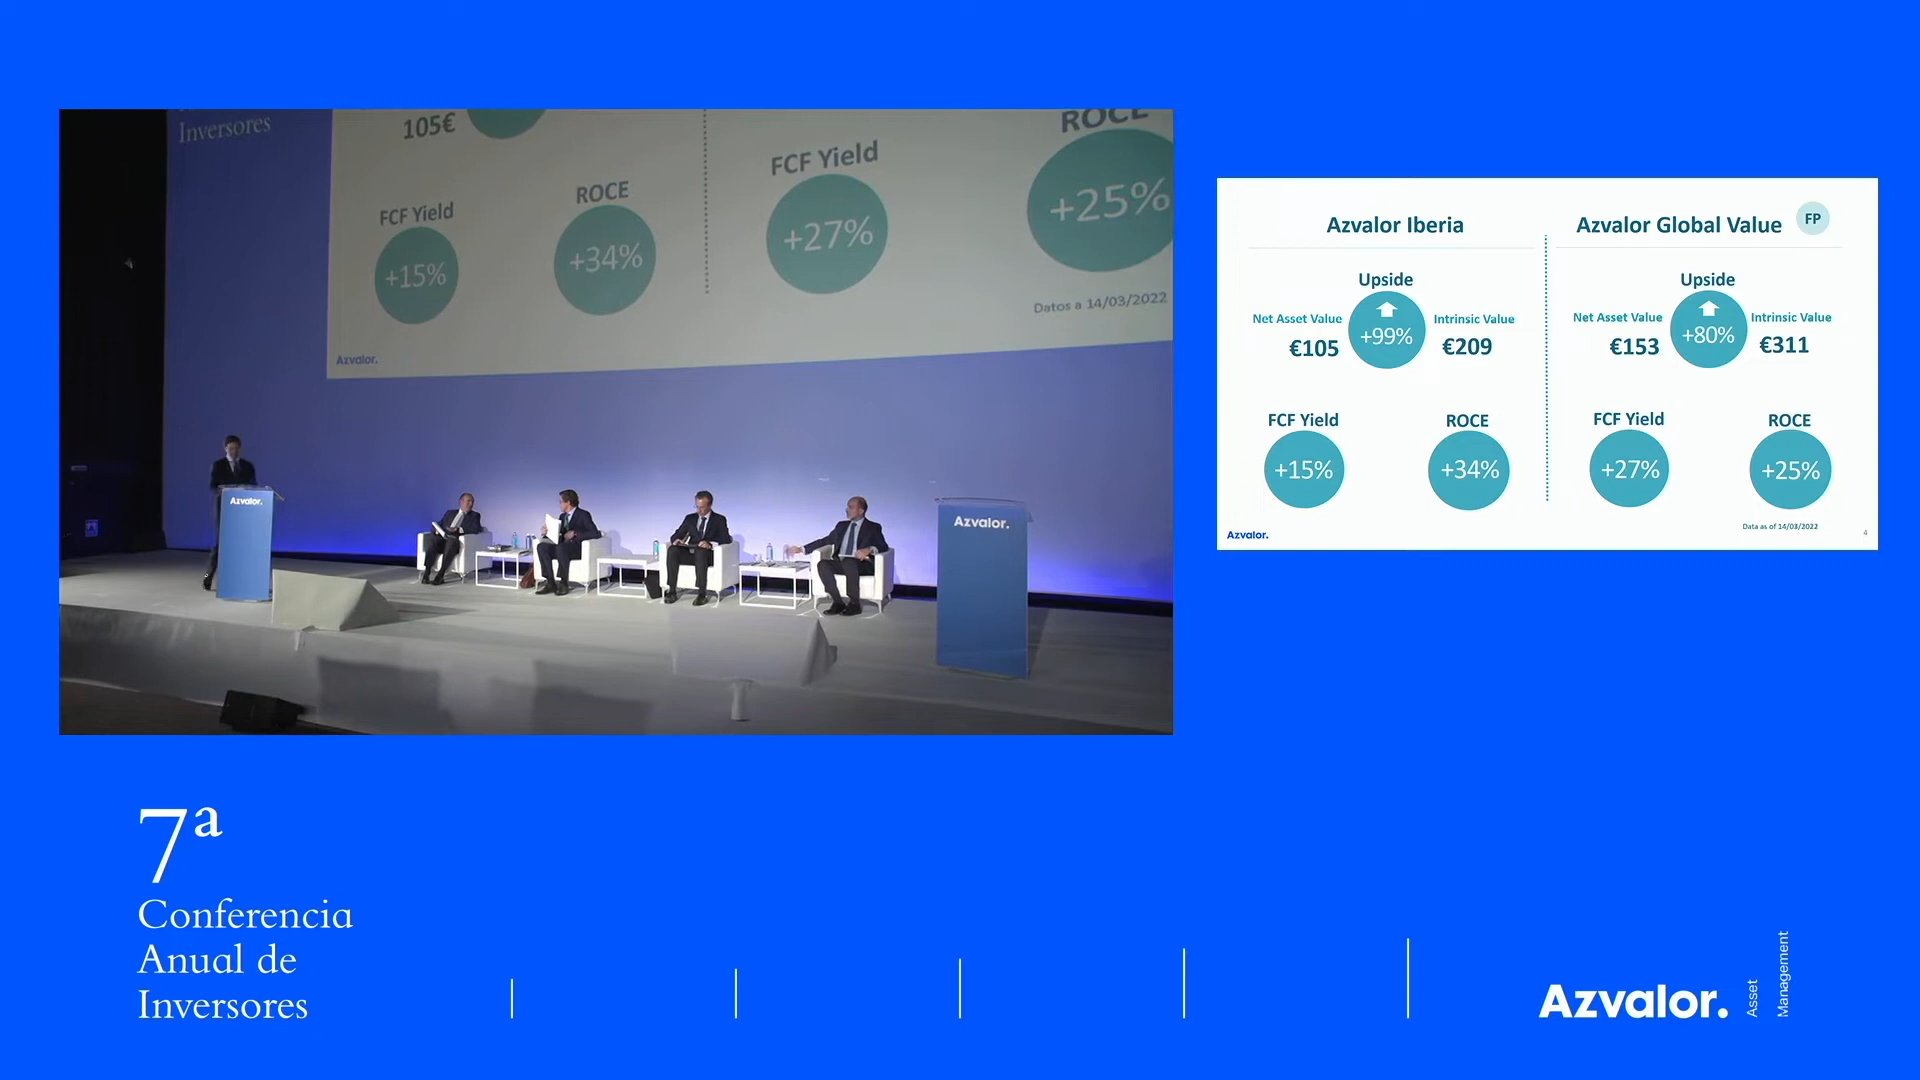 Inversores
105€
FCF Yield
+15%
ROCE
+34%
FCF Yield
+27%
ROCE
+25%
Datos a 14/03/2022
Azvalor.
Azvalor.
Azvalor.
Azvalor Iberia
Upside
Net Asset Value
€105
+99%
Intrinsic Value
€209
FCF Yield
+15%
ROCE
+34%
Azvalor Global Value
FP
Upside
Net Asset Value
€153
+80%
Intrinsic Value
€311
FCF Yield
+27%
ROCE
+25%
Data as of 14/03/2022
Azvalor.
4
7ª
Conferencia
Anual de
Inversores
Azvalor.
Asset
Management